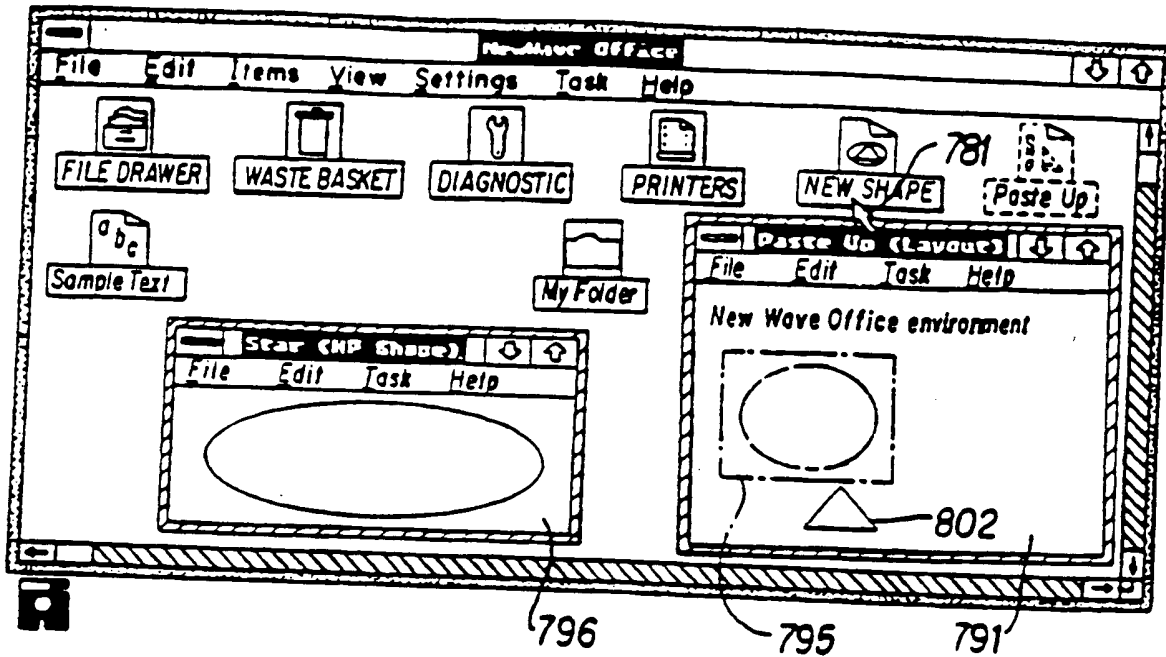 NewWave Office
File Edit Items View Settings Task Help
781
FILE DRAWER WASTE BASKET DIAGNOSTIC PRINTERS NEW SHAPE Paste Up
abc
Sample Text
My Folder
Paste Up (Layout)
File Edit Task Help
New Wave Office environment
Star (HP Shape)
File Edit Task Help
802
796
795
791